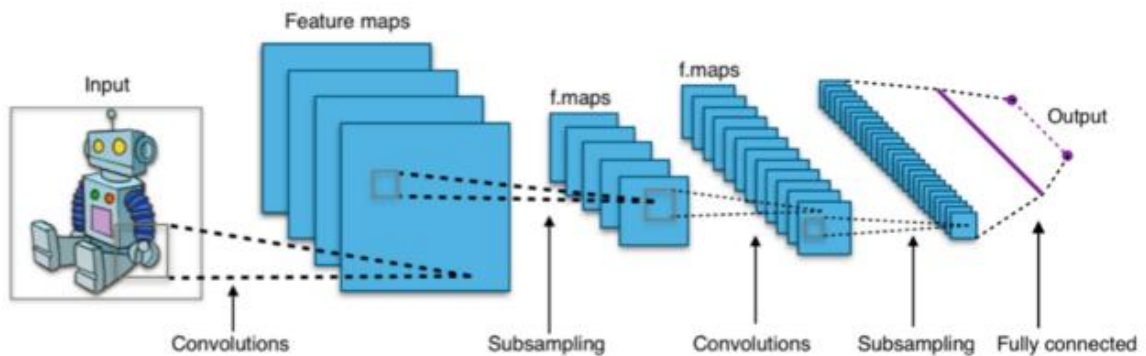 Feature maps
Input
f.maps
f.maps
Output
Convolutions
Subsampling
Convolutions
Subsampling
Fully connected